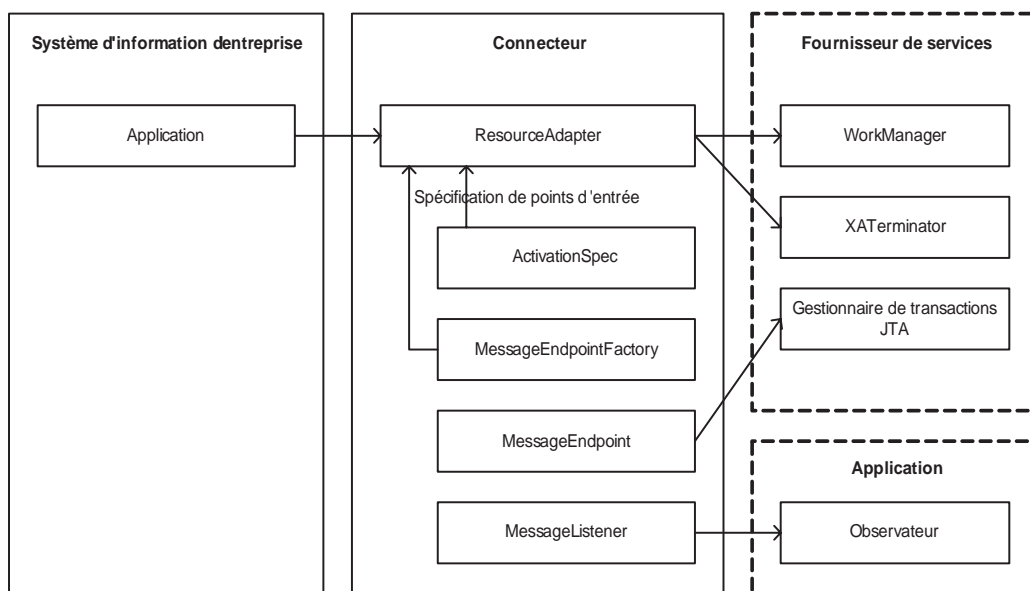 Système d'information dentreprise
Connecteur
Fournisseur de services
Application
ResourceAdapter
WorkManager
Spécification de points d 'entrée
XATerminator
ActivationSpec
Gestionnaire de transactions
JTA
MessageEndpointFactory
MessageEndpoint
Application
MessageListener
Observateur